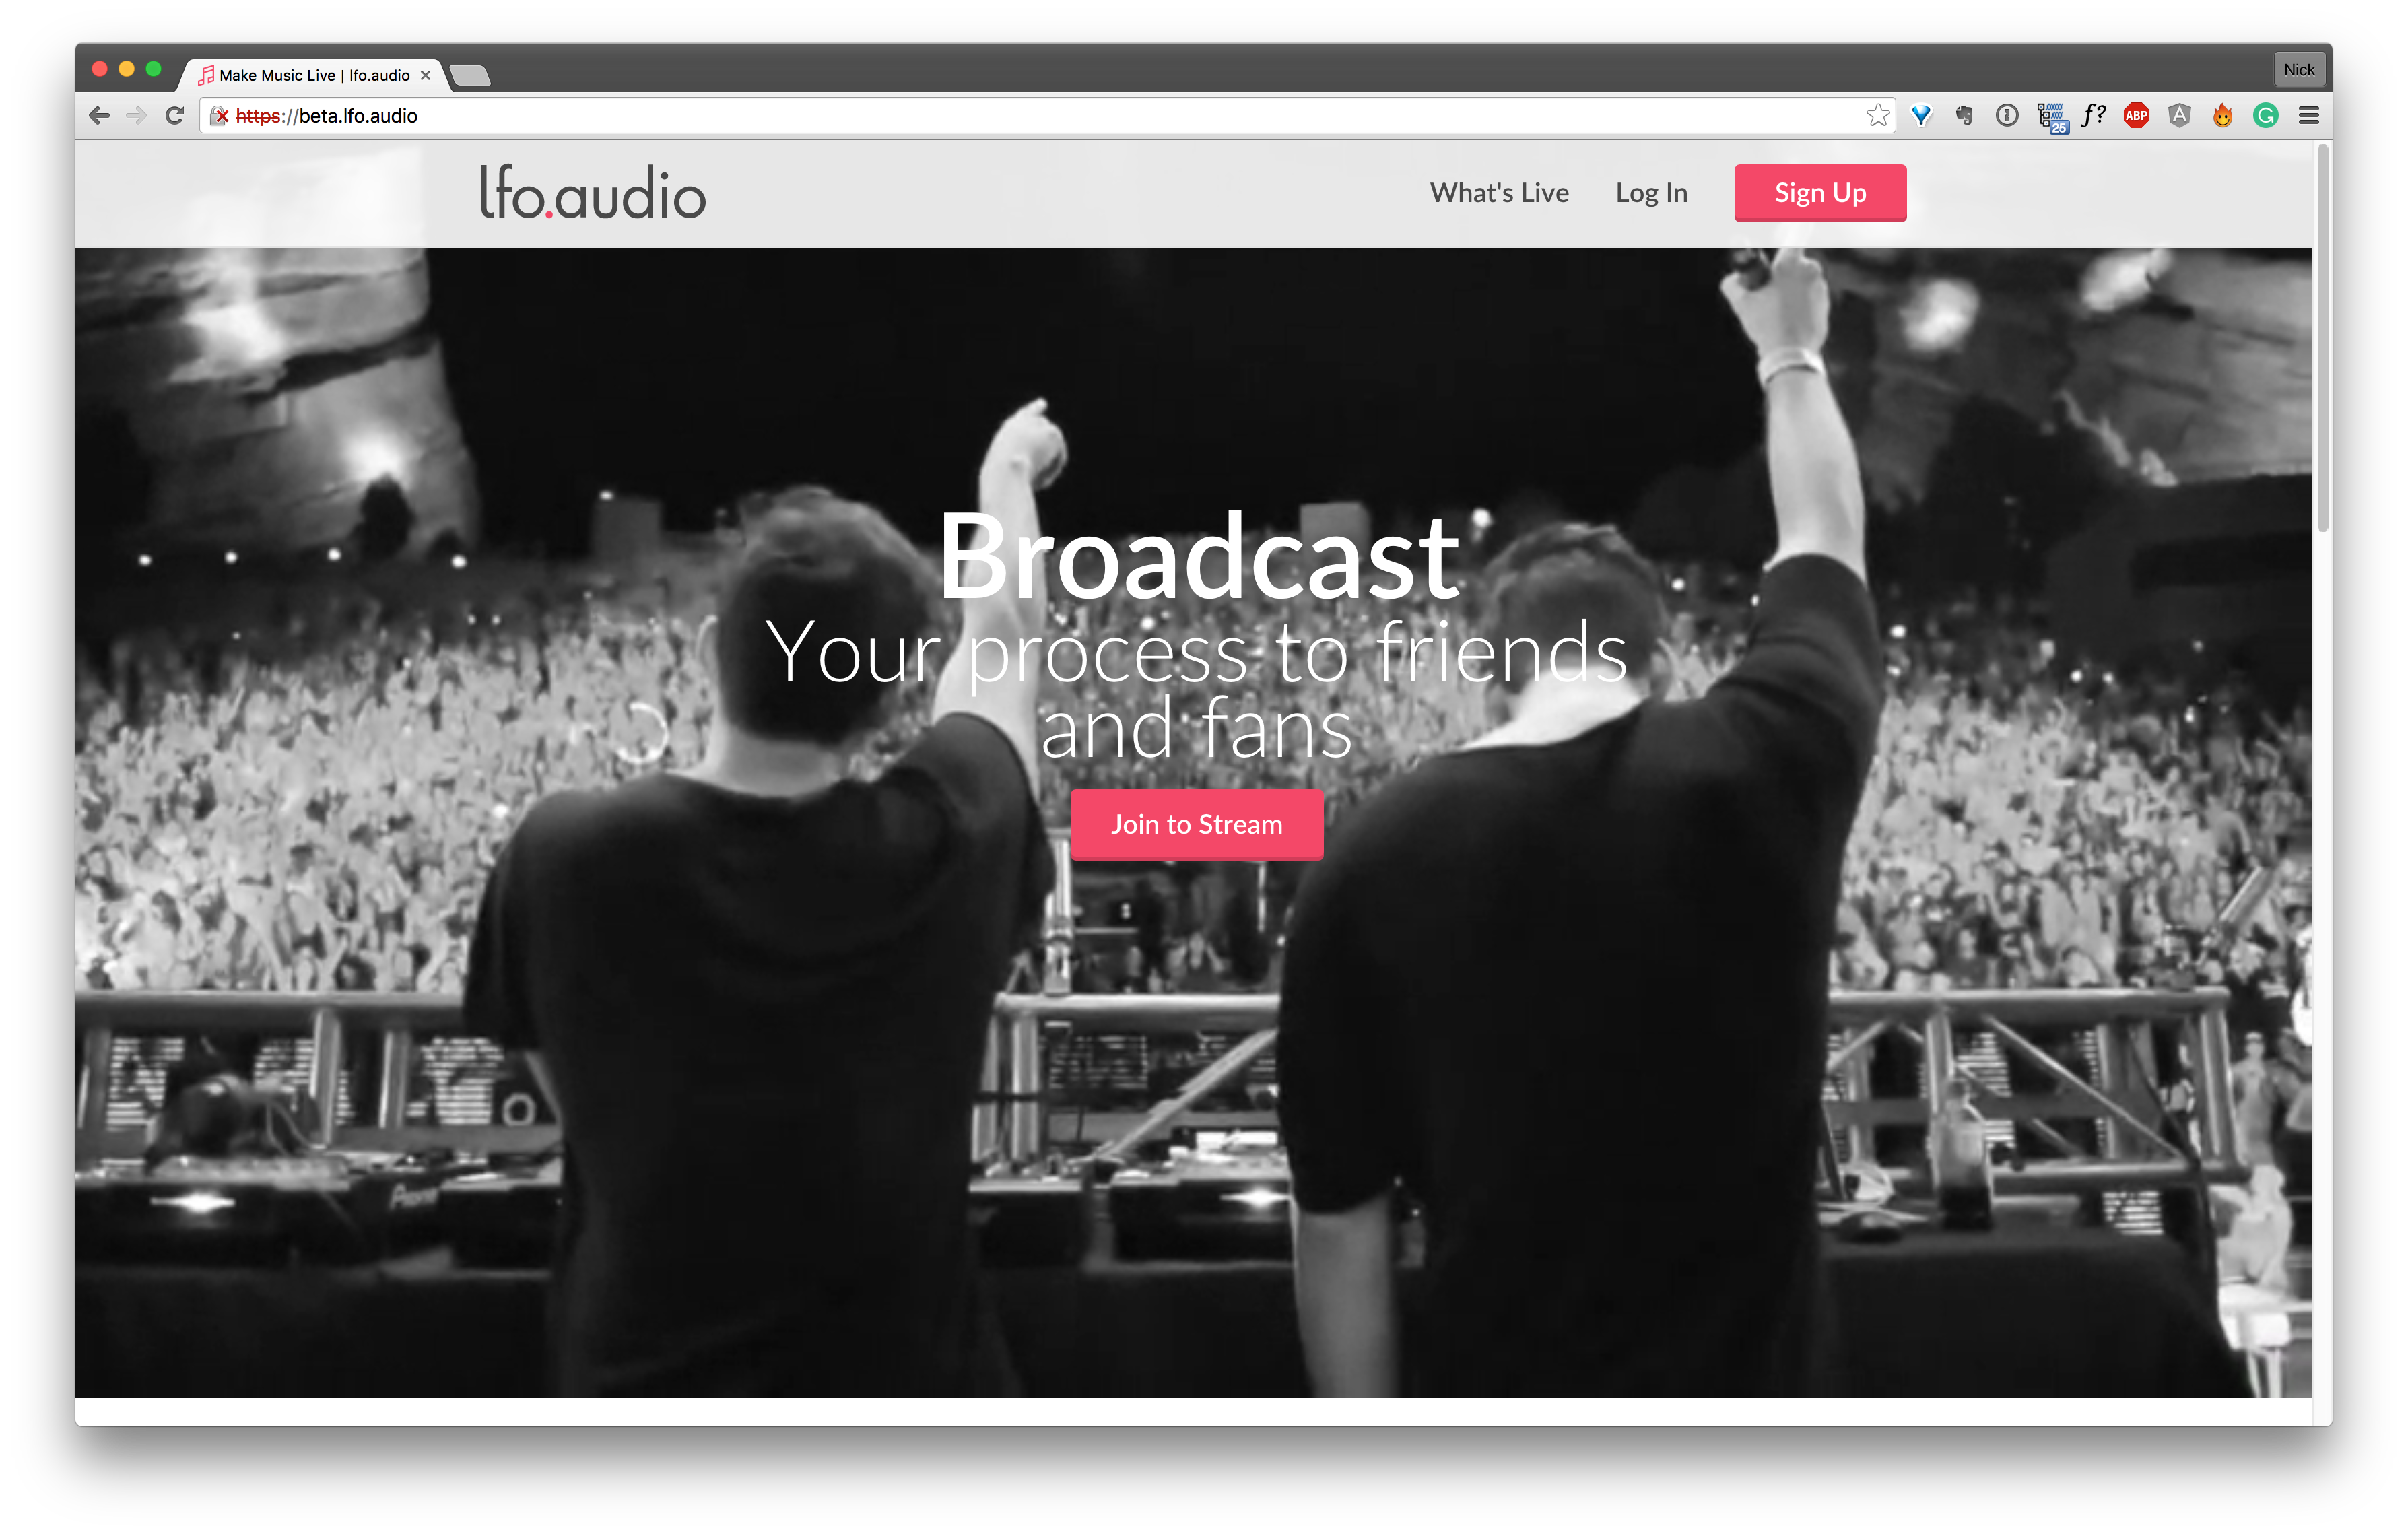 Make Music Live | lfo.audio
Nick
https://beta.lfo.audio
25
f?
ABP
lfo.audio
What's Live
Log In
Sign Up
Broadcast
Your process to friends
and fans
Join to Stream